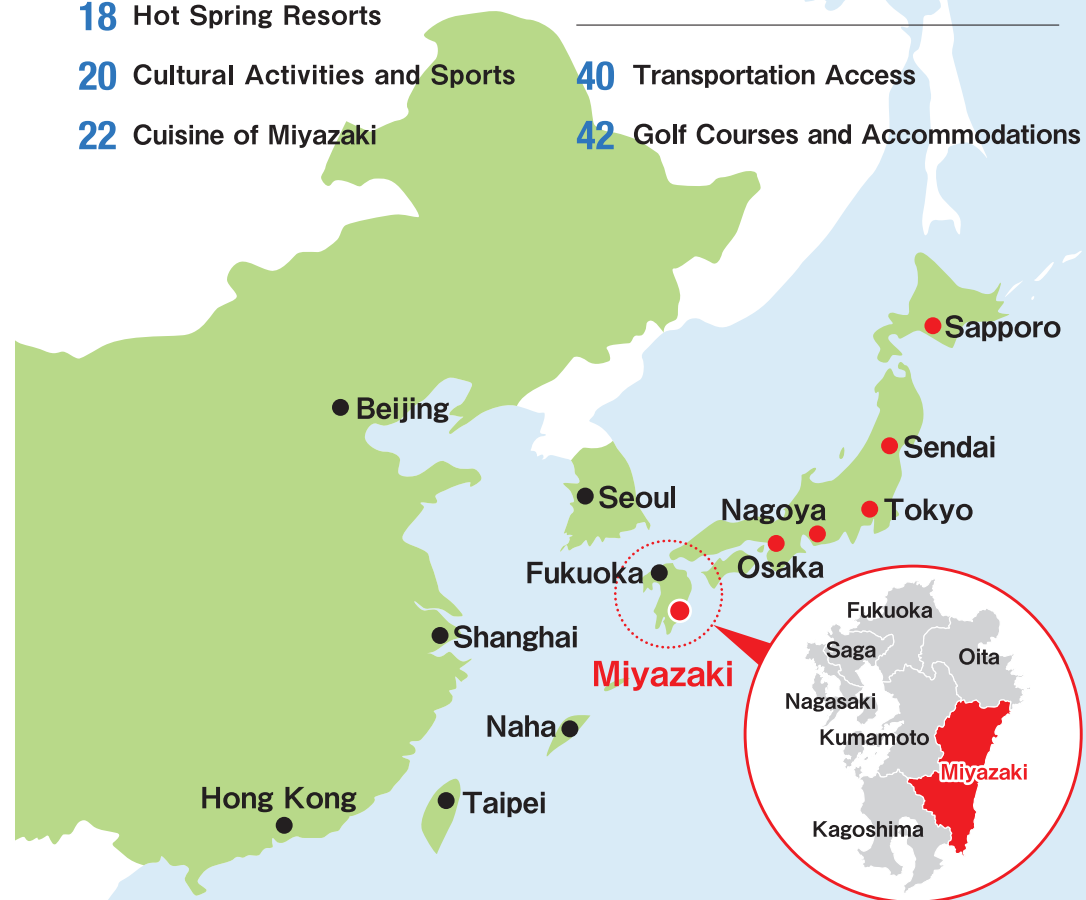 18 Hot Spring Resorts
20 Cultural Activities and Sports
22 Cuisine of Miyazaki
40 Transportation Access
42 Golf Courses and Accommodations
Sapporo
Beijing
Sendai
Seoul
Nagoya
Tokyo
Osaka
Fukuoka
Shanghai
Miyazaki
Naha
Hong Kong
Taipei
Fukuoka
Saga
Oita
Nagasaki
Kumamoto
Miyazaki
Kagoshima